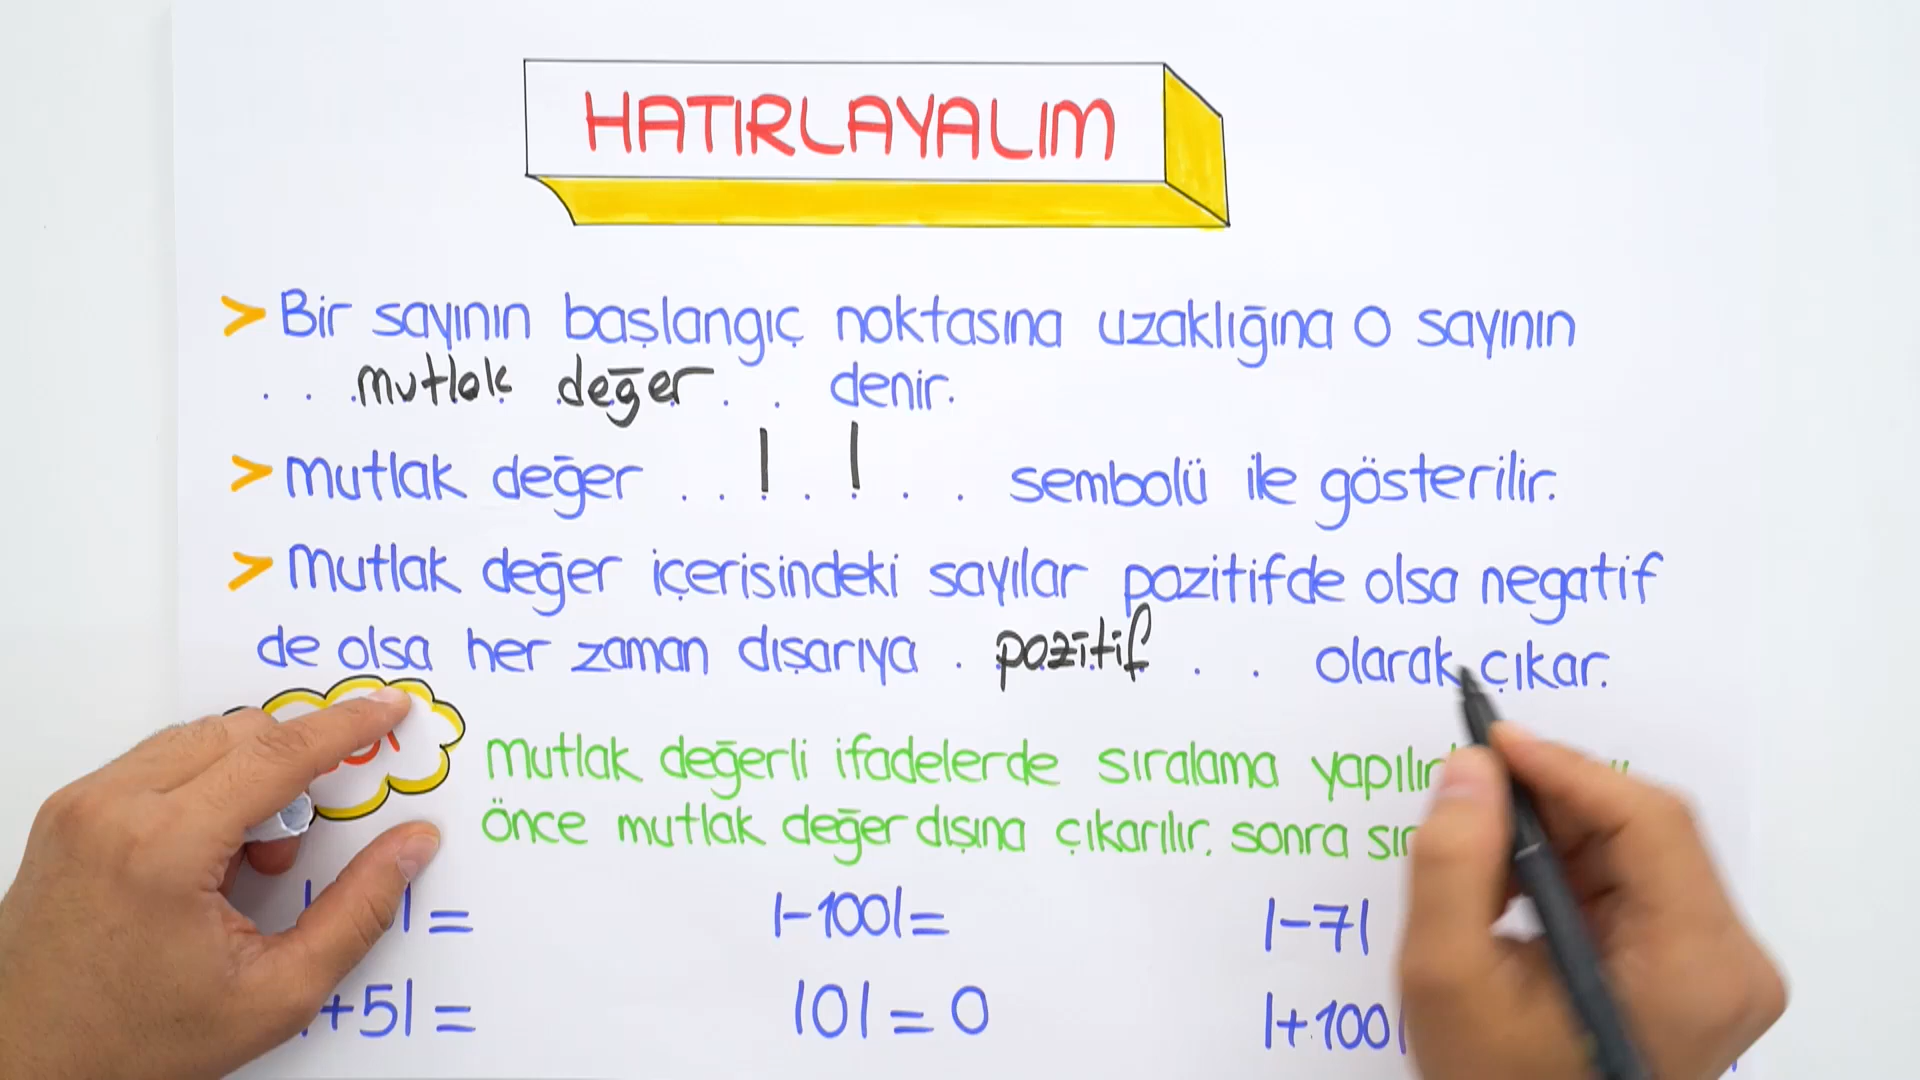 HATIRLAYALIM
> Bir sayının başlangıç noktasına uzaklığına o sayının
. . . mutlak değer . . denir.
> Mutlak değer . . | . | . . sembolü ile gösterilir.
> Mutlak değer içerisindeki sayılar pozitifde olsa negatif
de olsa her zaman dışarıya . pozitif . . olarak çıkar.
Mutlak değerli ifadelerde sıralama
önce mutlak değer dışına çıkarılır, sonra
| = |-100|= |-7|
+5| = |0| = 0 |+100|